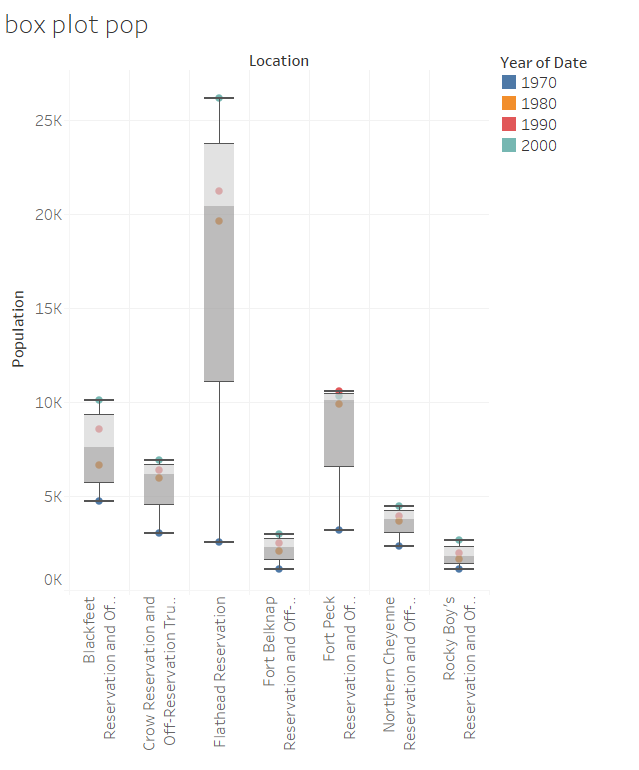 box plot pop
Location
Year of Date
1970
1980
1990
2000
Population
25K
20K
15K
10K
5K
0K
Blackfeet
Reservation and Of..
Crow Reservation and
Off-Reservation Tru..
Flathead Reservation
Fort Belknap
Reservation and Off-..
Fort Peck
Reservation and Of..
Northern Cheyenne
Reservation and Off-..
Rocky Boy's
Reservation and Of..